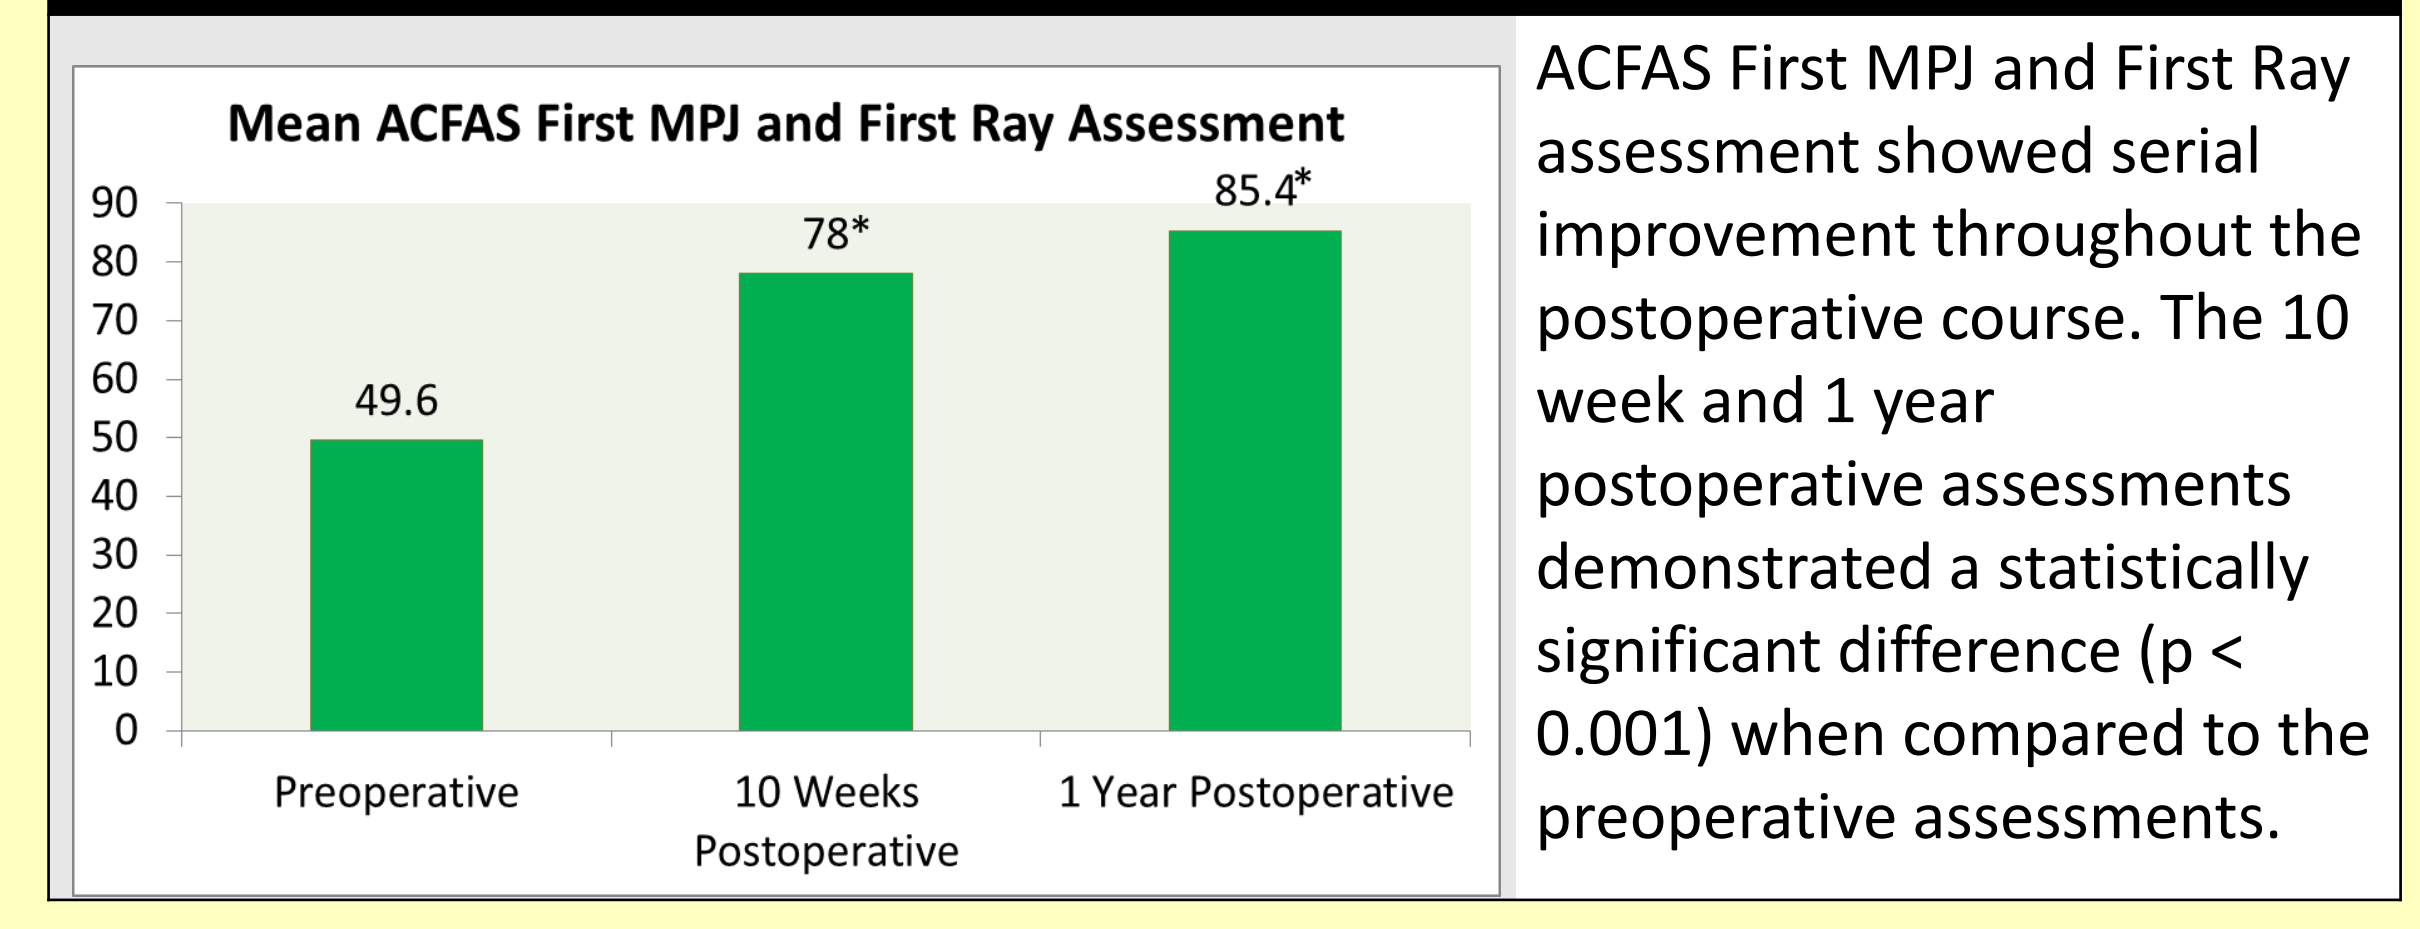 Mean ACFAS First MPJ and First Ray Assessment
90
80
70
60
50
40
30
20
10
0
49.6
78*
85.4*
Preoperative
10 Weeks
Postoperative
1 Year Postoperative
ACFAS First MPJ and First Ray
assessment showed serial
improvement throughout the
postoperative course. The 10
week and 1 year
postoperative assessments
demonstrated a statistically
significant difference (p <
0.001) when compared to the
preoperative assessments.